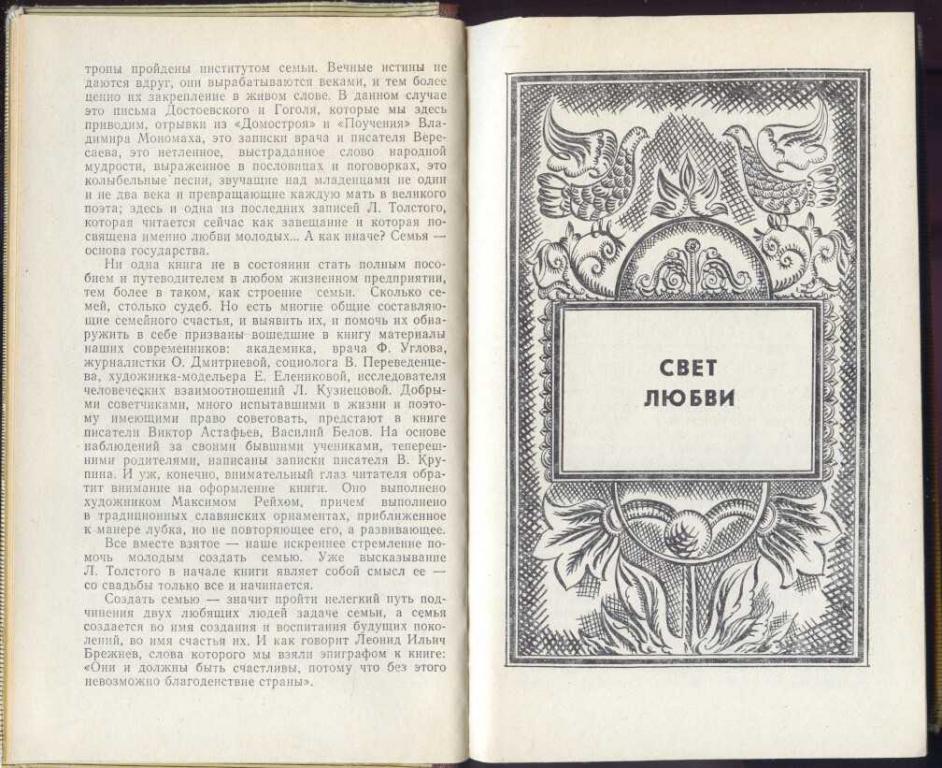 тропы пройдены институтом семьи. Вечные истины не
даются вдруг, они вырабатываются веками, и тем более
ценно их закрепление в живом слове. В данном случае
это письма Достоевского и Гоголя, которые мы здесь
приводим, отрывки из «Домостроя» и «Поучения» Вла-
димира Мономаха, это записки врача и писателя Вере-
саева, это нетленное, выстраданное слово народной
мудрости, выраженное в пословицах и поговорках, это
колыбельные песни, звучащие над младенцами не один
и не два века и превращающие каждую мать в великого
поэта; здесь и одна из последних записей Л. Толстого,
которая читается сейчас как завещание и которая по-
священа именно любви молодых... А как иначе? Семья —
основа государства.
Ни одна книга не в состоянии стать полным посо-
бием и путеводителем в любом жизненном предприятии,
тем более в таком, как строение семьи. Сколько се-
мей, столько судеб. Но есть многие общие составляю-
щие семейного счастья, и выявить их, и помочь их обна-
ружить в себе призваны вошедшие в книгу материалы
наших современников: академика, врача Ф. Углова,
журналистки О. Дмитриевой, социолога В. Переведенце-
ва, художника-модельера Е. Елениковой, исследователя
человеческих взаимоотношений Л. Кузнецовой. Добры-
ми советчиками, много испытавшими в жизни и поэто-
му имеющими право советовать, предстают в книге
писатели Виктор Астафьев, Василий Белов. На основе
наблюдений за своими бывшими учениками, теперeш-
ними родителями, написаны записки писателя В. Кру-
пина. И уж, конечно, внимательный глаз читателя обра-
тит внимание на оформление книги. Оно выполнено
художником Максимом Рейхом, причем выполнено
в традиционных славянских орнаментах, приближенное
к манере лубка, но не повторяющее его, а развивающее.
Все вместе взятое — наше искреннее стремление по-
мочь молодым создать семью. Уже высказывание
Л. Толстого в начале книги являет собой смысл ее —
со свадьбы только все и начинается.
Создать семью — значит пройти нелегкий путь под-
чинения двух любящих людей задаче семьи, а семья
создается во имя создания и воспитания будущих поко-
лений, во имя счастья их. И как говорит Леонид Ильич
Брежнев, слова которого мы взяли эпиграфом к книге:
«Они и должны быть счастливы, потому что без этого
невозможно благоденствие страны».
СВЕТ
ЛЮБВИ